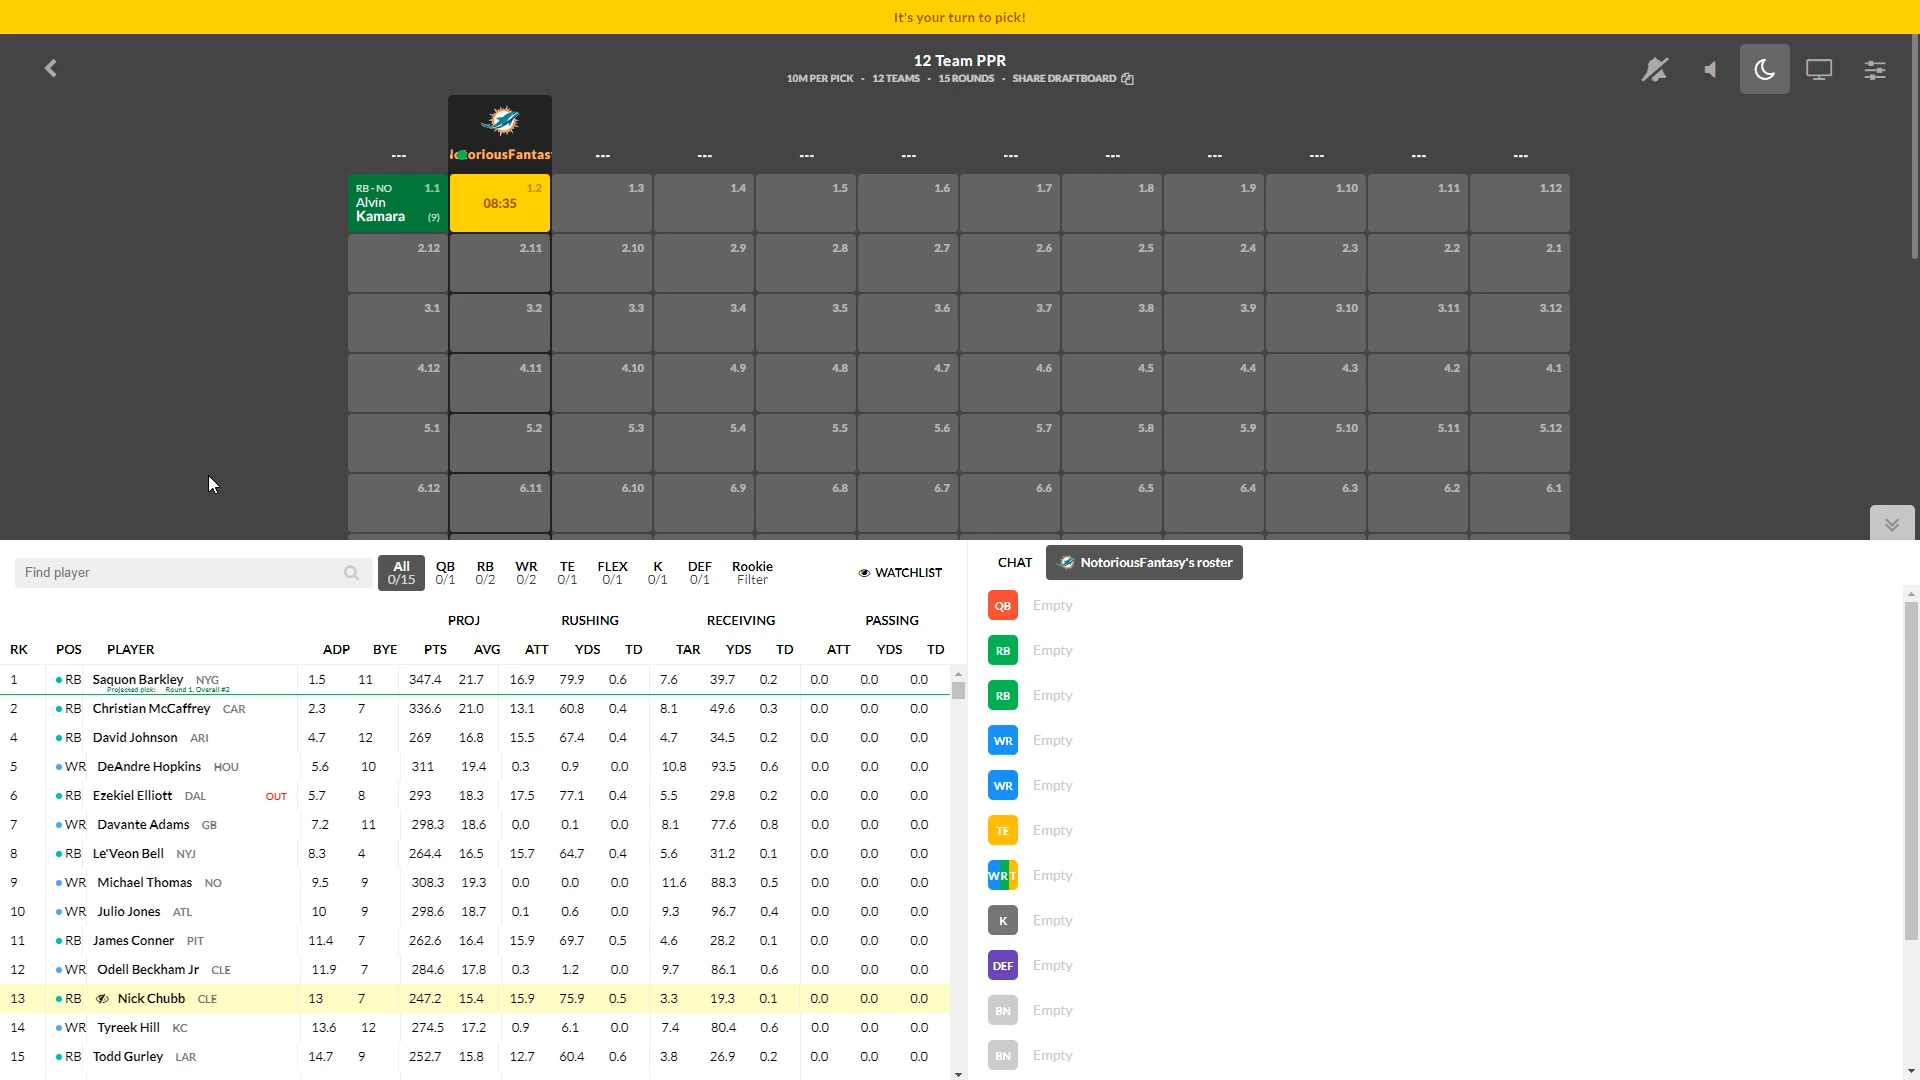 It's your turn to pick!
12 Team PPR
10M PER PICK - 12 TEAMS - 15 ROUNDS - SHARE DRAFTBOARD
--- toriousFantas --- --- --- --- --- --- --- --- --- ---
RB - NO 1.1 1.2 1.3 1.4 1.5 1.6 1.7 1.8 1.9 1.10 1.11 1.12
Alvin 08:35
Kamara (9)
2.12 2.11 2.10 2.9 2.8 2.7 2.6 2.5 2.4 2.3 2.2 2.1
3.1 3.2 3.3 3.4 3.5 3.6 3.7 3.8 3.9 3.10 3.11 3.12
4.12 4.11 4.10 4.9 4.8 4.7 4.6 4.5 4.4 4.3 4.2 4.1
5.1 5.2 5.3 5.4 5.5 5.6 5.7 5.8 5.9 5.10 5.11 5.12
6.12 6.11 6.10 6.9 6.8 6.7 6.6 6.5 6.4 6.3 6.2 6.1
Find player
All QB RB WR TE FLEX K DEF Rookie
0/15 0/1 0/2 0/2 0/1 0/1 0/1 0/1 Filter
WATCHLIST
PROJ RUSHING RECEIVING PASSING
RK POS PLAYER ADP BYE PTS AVG ATT YDS TD TAR YDS TD ATT YDS TD
1 RB Saquon Barkley NYG 1.5 11 347.4 21.7 16.9 79.9 0.6 7.6 39.7 0.2 0.0 0.0 0.0
Projected pick: Round 1, Overall #2
2 RB Christian McCaffrey CAR 2.3 7 336.6 21.0 13.1 60.8 0.4 8.1 49.6 0.3 0.0 0.0 0.0
4 RB David Johnson ARI 4.7 12 269 16.8 15.5 67.4 0.4 4.7 34.5 0.2 0.0 0.0 0.0
5 WR DeAndre Hopkins HOU 5.6 10 311 19.4 0.3 0.9 0.0 10.8 93.5 0.6 0.0 0.0 0.0
6 RB Ezekiel Elliott DAL OUT 5.7 8 293 18.3 17.5 77.1 0.4 5.5 29.8 0.2 0.0 0.0 0.0
7 WR Davante Adams GB 7.2 11 298.3 18.6 0.0 0.1 0.0 8.1 77.6 0.8 0.0 0.0 0.0
8 RB Le'Veon Bell NYJ 8.3 4 264.4 16.5 15.7 64.7 0.4 5.6 31.2 0.1 0.0 0.0 0.0
9 WR Michael Thomas NO 9.5 9 308.3 19.3 0.0 0.0 0.0 11.6 88.3 0.5 0.0 0.0 0.0
10 WR Julio Jones ATL 10 9 298.6 18.7 0.1 0.6 0.0 9.3 96.7 0.4 0.0 0.0 0.0
11 RB James Conner PIT 11.4 7 262.6 16.4 15.9 69.7 0.5 4.6 28.2 0.1 0.0 0.0 0.0
12 WR Odell Beckham Jr CLE 11.9 7 284.6 17.8 0.3 1.2 0.0 9.7 86.1 0.6 0.0 0.0 0.0
13 RB Nick Chubb CLE 13 7 247.2 15.4 15.9 75.9 0.5 3.3 19.3 0.1 0.0 0.0 0.0
14 WR Tyreek Hill KC 13.6 12 274.5 17.2 0.9 6.1 0.0 7.4 80.4 0.6 0.0 0.0 0.0
15 RB Todd Gurley LAR 14.7 9 252.7 15.8 12.7 60.4 0.6 3.8 26.9 0.2 0.0 0.0 0.0
CHAT NotoriousFantasy's roster
QB Empty
RB Empty
RB Empty
WR Empty
WR Empty
TE Empty
WRT Empty
K Empty
DEF Empty
BN Empty
BN Empty